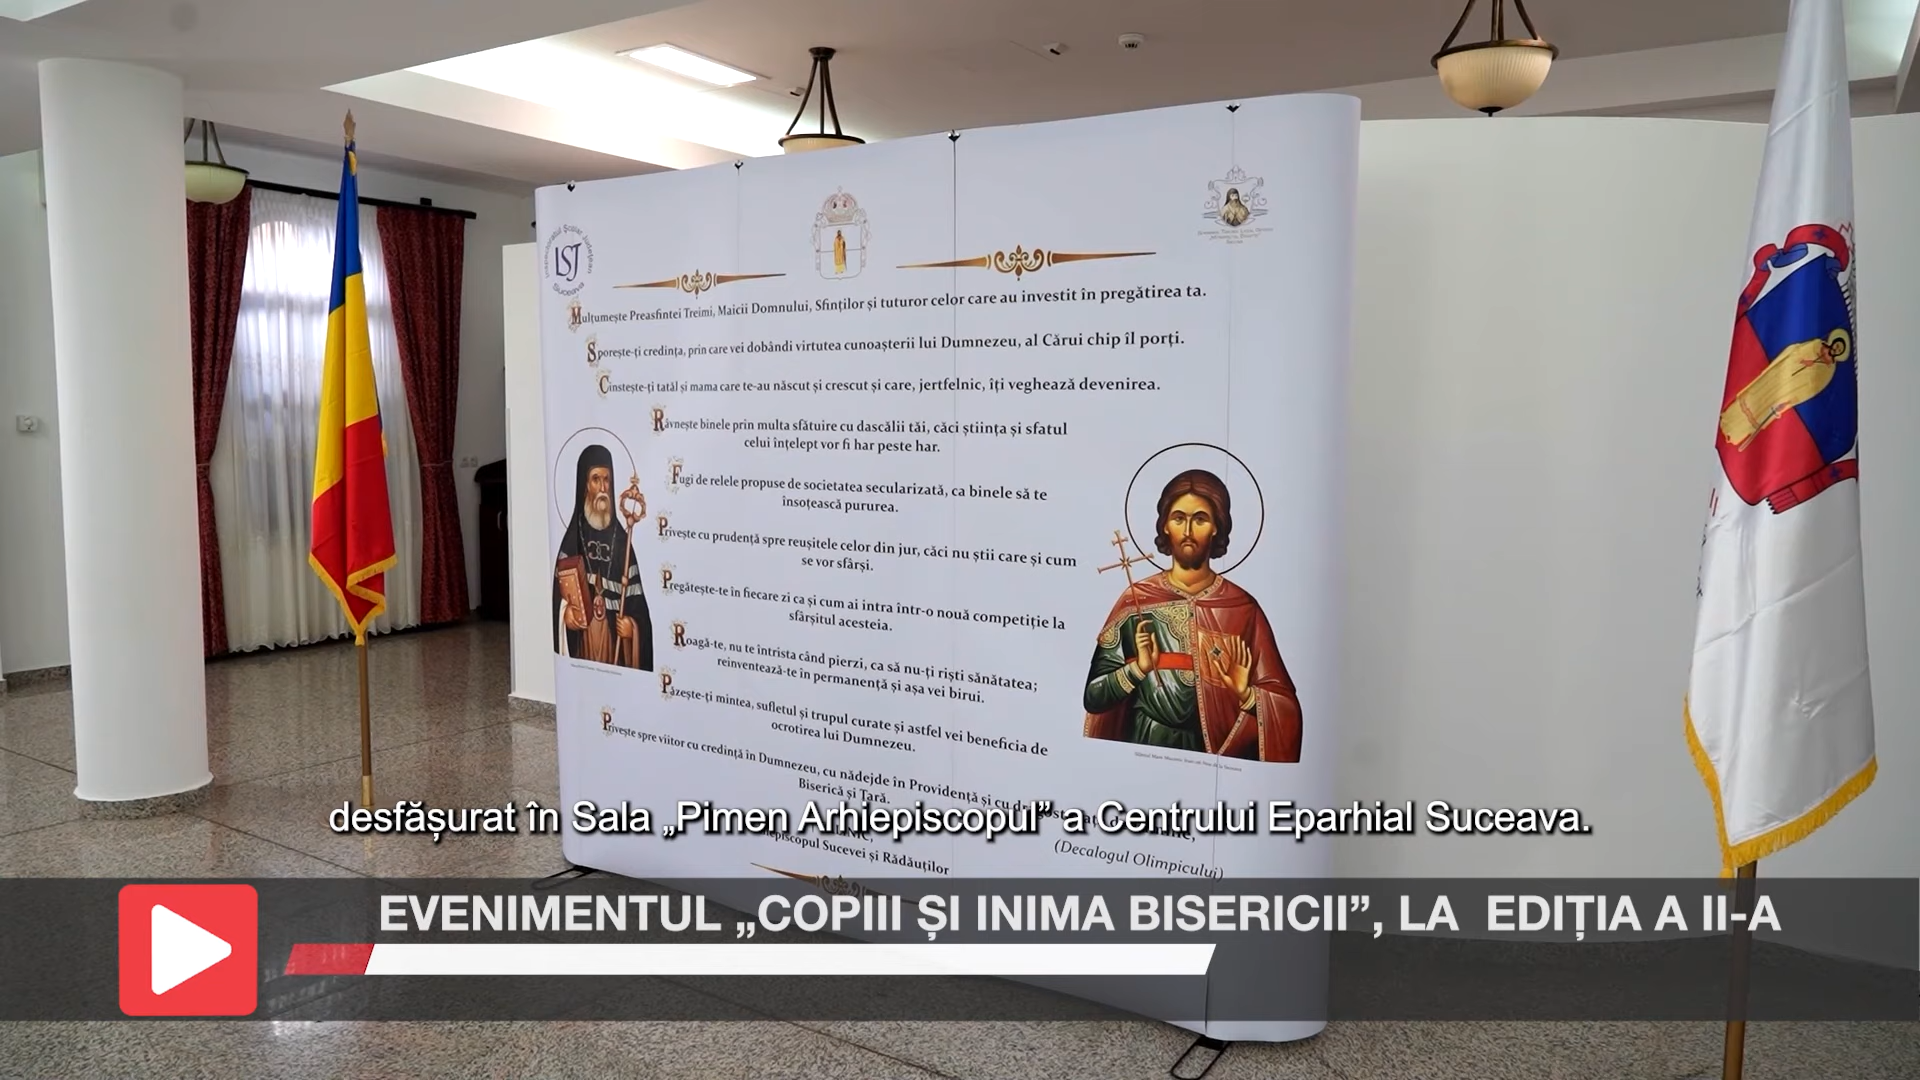 Inspectoratul Școlar Județean
ISJ
Suceava
Mulțumește Preasfintei Treimi, Maicii Domnului, Sfinților și tuturor celor care au investit în pregătirea ta.
Sporește-ți credința, prin care vei dobândi virtutea cunoașterii lui Dumnezeu, al Cărui chip îl porți.
Cinstește-ți tatăl și mama care te-au născut și crescut și care, jertfelnic, îți veghează devenirea.
Râvnește binele prin multa sfătuire cu dascălii tăi, căci știința și sfatul
celui înțelept vor fi har peste har.
Fugi de relele propuse de societatea secularizată, ca binele să te
însoțească pururea.
Privește cu prudență spre reușitele celor din jur, căci nu știi care și cum
se vor sfârși.
Pregătește-te în fiecare zi ca și cum ai intra într-o nouă competiție la
sfârșitul acesteia.
Roagă-te, nu te întrista când pierzi, ca să nu-ți riști sănătatea;
reinventează-te în permanență și așa vei birui.
Păzește-ți mintea, sufletul și trupul curate și astfel vei beneficia de
ocrotirea lui Dumnezeu.
Privește spre viitor cu credință în Dumnezeu, cu nădejde în Providență și cu
Biserică și Țară.
desfășurat în Sala „Pimen Arhiepiscopul” a Centrului Eparhial Suceava.
Sucevei și Rădăuților
(Decalogul Olimpicului)
EVENIMENTUL „COPIII ȘI INIMA BISERICII”, LA EDIȚIA A II-A